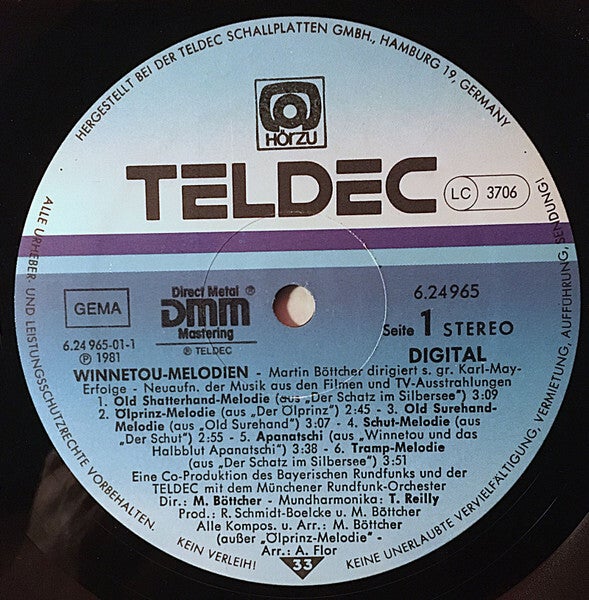 HERGESTELLT BEI DER TELDEC SCHALLPLATTEN GMBH., HAMBURG 19, GERMANY
HÖRZU
TELDEC
LC 3706
GEMA
6.24 965-01-1
Ⓟ 1981
Direct Metal ®
DMM
Mastering
® TELDEC
6.24965
Seite 1 STEREO
DIGITAL
WINNETOU-MELODIEN - Martin Böttcher dirigiert s. gr. Karl-May-
Erfolge - Neuaufn. der Musik aus den Filmen und TV-Ausstrahlungen
1. Old Shatterhand-Melodie (aus „Der Schatz im Silbersee") 3:09
2. Ölprinz-Melodie (aus „Der Ölprinz") 2:45 - 3. Old Surehand-
Melodie (aus „Old Surehand") 3:07 - 4. Schut-Melodie (aus
„Der Schut") 2:55 - 5. Apanatschi (aus „Winnetou und das
Halbblut Apanatschi") 3:38 - 6. Tramp-Melodie
(aus „Der Schatz im Silbersee") 3:51
Eine Co-Produktion des Bayerischen Rundfunks und der
TELDEC mit dem Münchener Rundfunk-Orchester
Dir.: M. Böttcher - Mundharmonika: T. Reilly
Prod.: R. Schmidt-Boelcke u. M. Böttcher
Alle Kompos. u. Arr.: M. Böttcher
(außer „Ölprinz-Melodie" -
Arr.: A. Flor
33
ALLE URHEBER- UND LEISTUNGSSCHUTZRECHTE VORBEHALTEN.
KEIN VERLEIH!
KEINE UNERLAUBTE VERVIELFÄLTIGUNG, VERMIETUNG, AUFFÜHRUNG, SENDUNG!